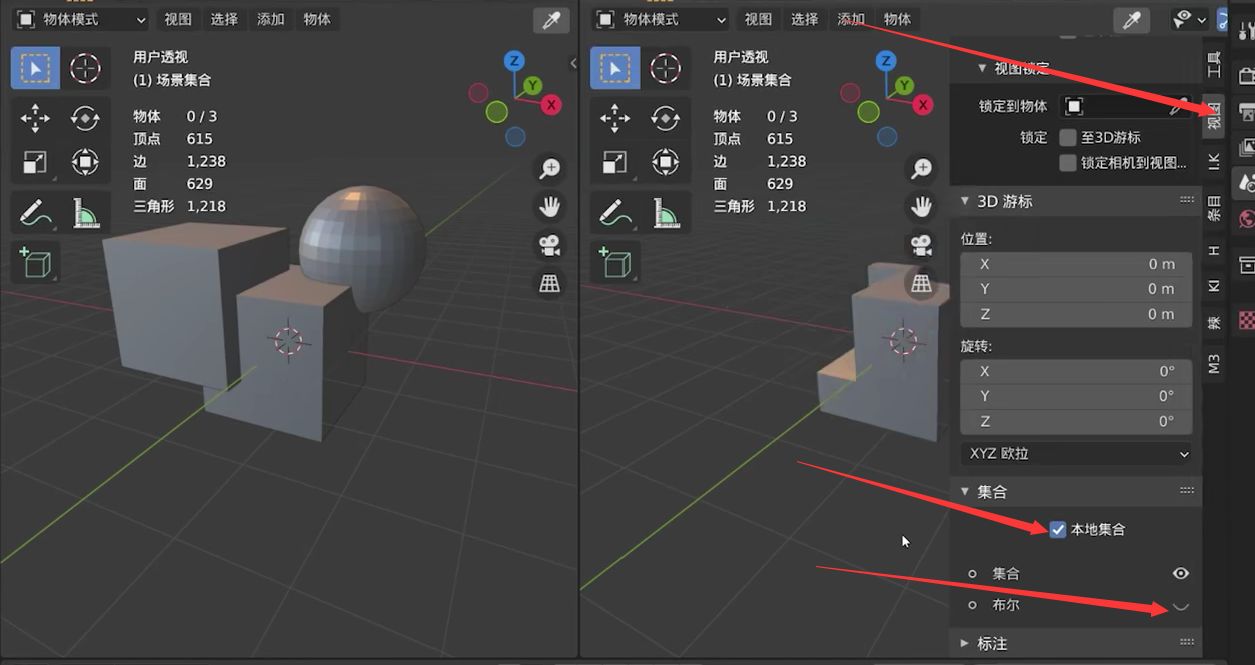 物体模式 视图 选择 添加 物体
用户透视
(1) 场景集合
物体 0 / 3
顶点 615
边 1,238
面 629
三角形 1,218
Z
Y
X
物体模式 视图 选择 添加 物体
用户透视
(1) 场景集合
物体 0 / 3
顶点 615
边 1,238
面 629
三角形 1,218
Z
Y
X
视图锁定
锁定到物体
锁定 至3D游标
锁定相机到视图...
3D 游标
位置:
X 0 m
Y 0 m
Z 0 m
旋转:
X 0°
Y 0°
Z 0°
XYZ 欧拉
集合
本地集合
集合
布尔
标注
工具
视图
I.K
条目
H
KI
辣
M3